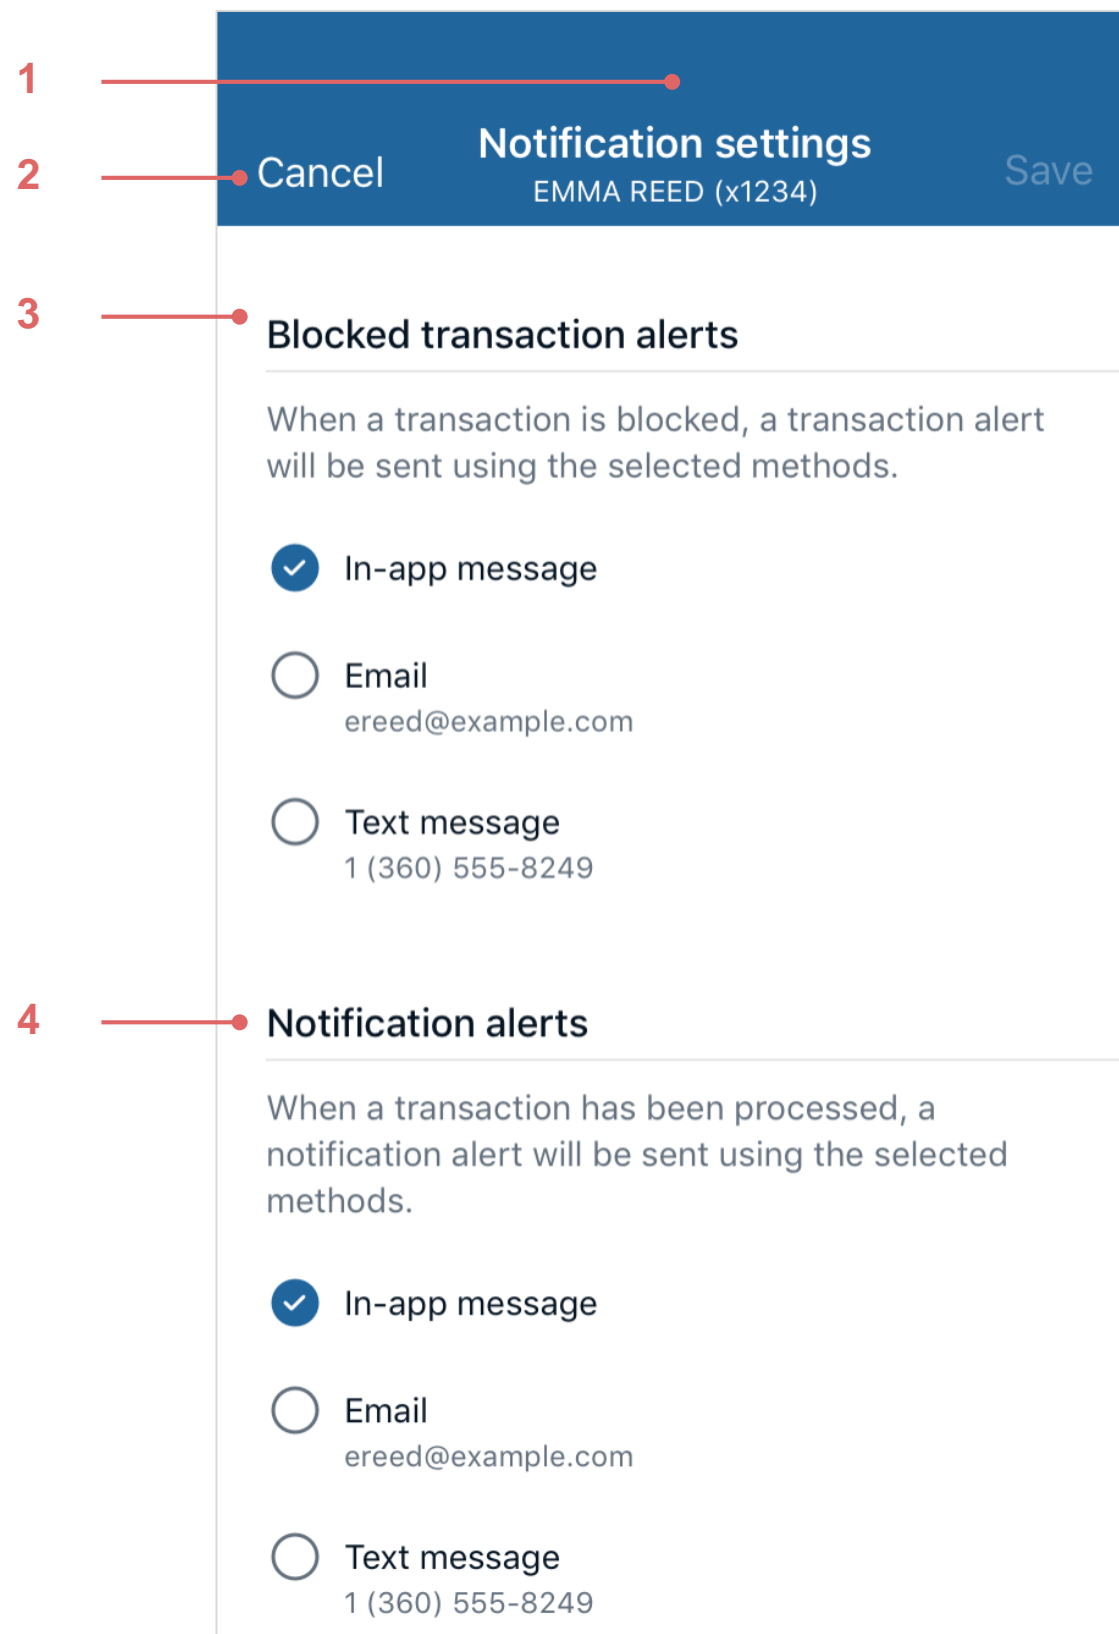 1
Notification settings
2
Cancel
Save
EMMA REED (x1234)
3
Blocked transaction alerts
When a transaction is blocked, a transaction alert
will be sent using the selected methods.
In-app message
Email
ereed@example.com
Text message
1 (360) 555-8249
4
Notification alerts
When a transaction has been processed, a
notification alert will be sent using the selected
methods.
In-app message
Email
ereed@example.com
Text message
1 (360) 555-8249